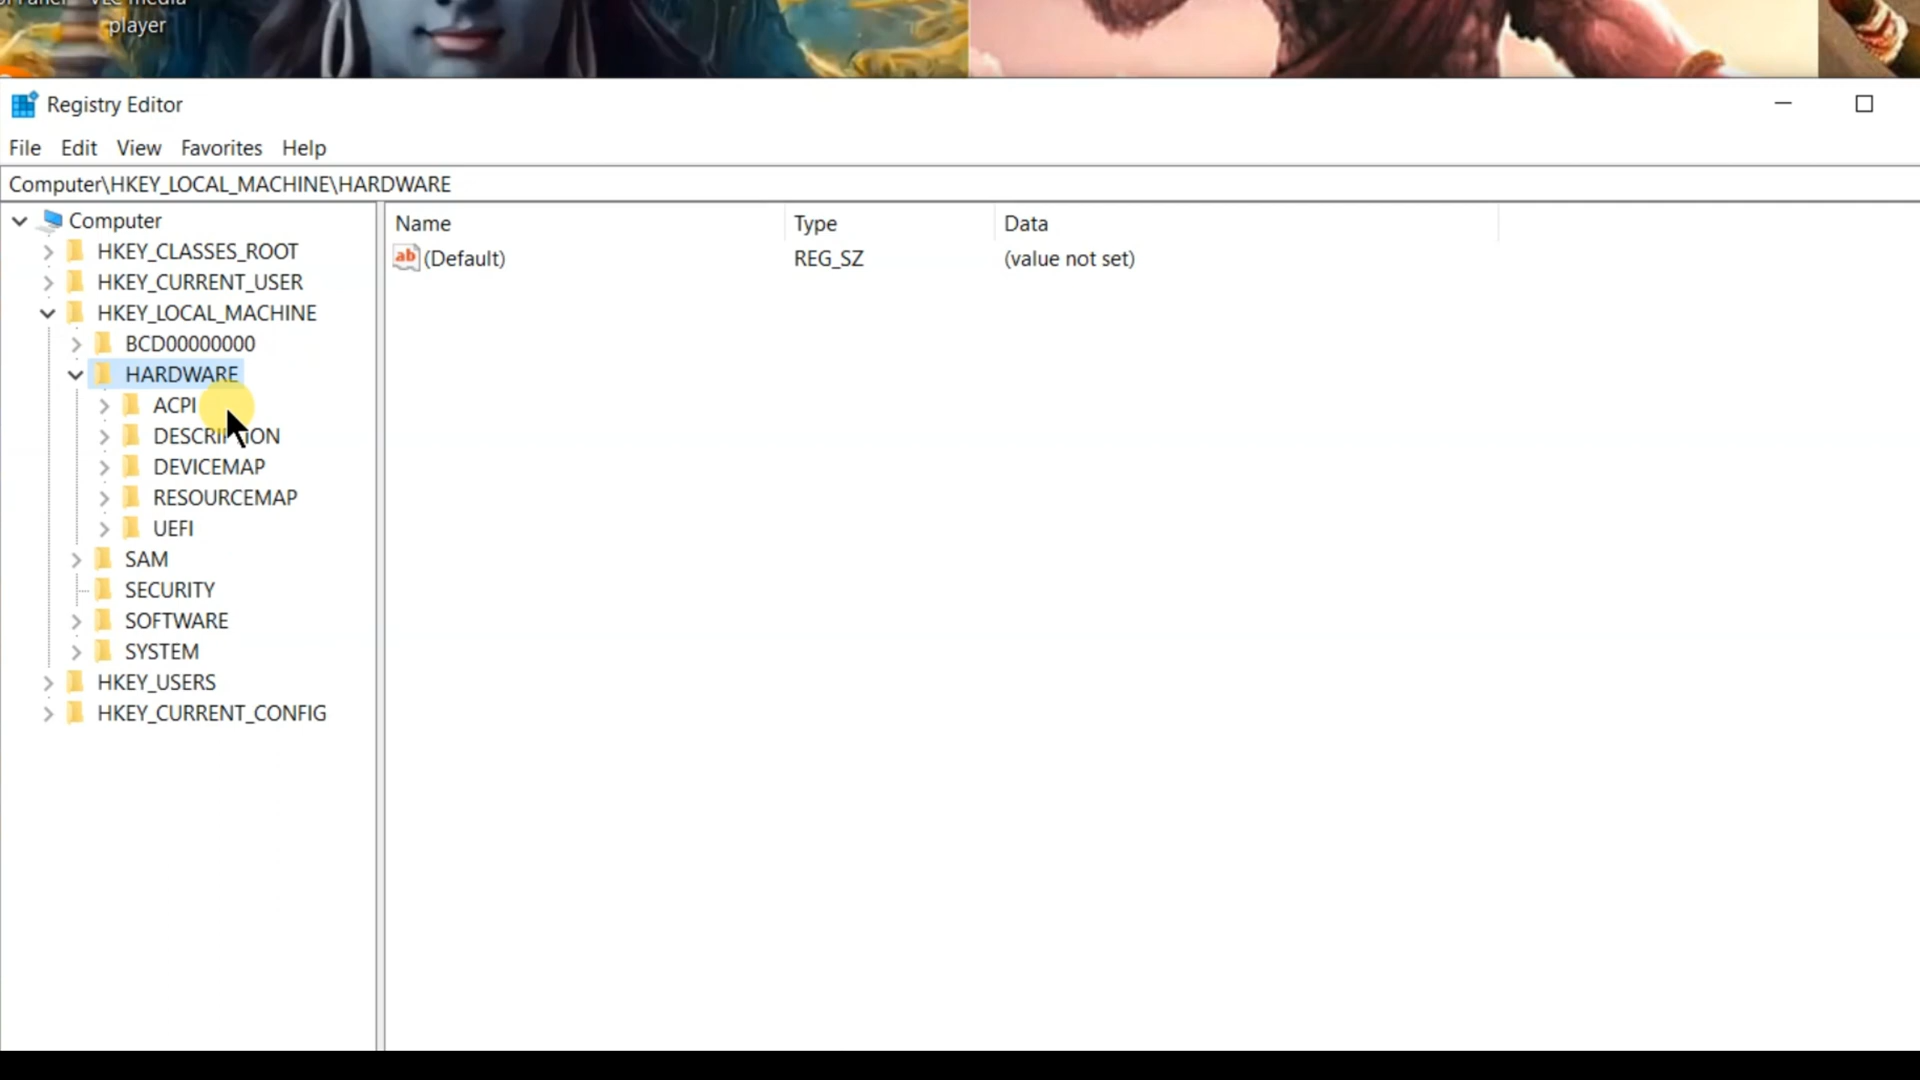 player
Registry Editor
File Edit View Favorites Help
Computer\HKEY_LOCAL_MACHINE\HARDWARE
Computer
HKEY_CLASSES_ROOT
HKEY_CURRENT_USER
HKEY_LOCAL_MACHINE
BCD00000000
HARDWARE
ACPI
DEVICEMAP
RESOURCEMAP
UEFI
SAM
SECURITY
SOFTWARE
SYSTEM
HKEY_USERS
HKEY_CURRENT_CONFIG
Name Type Data
ab (Default) REG_SZ (value not set)